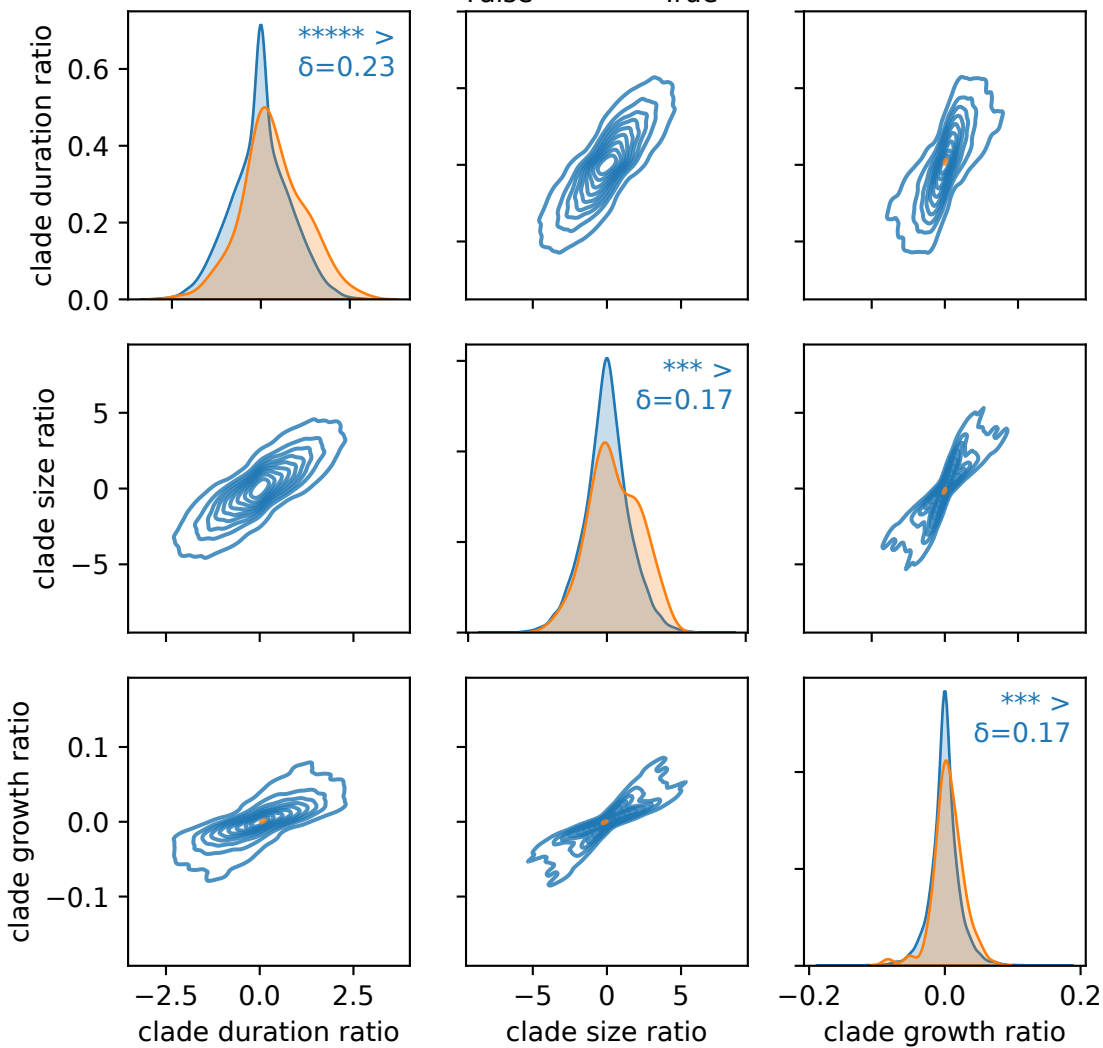 True
clade duration ratio
0.6
0.4
0.2
0.0
***** >
δ=0.23
clade size ratio
5
0
−5
*** >
δ=0.17
clade growth ratio
0.1
0.0
−0.1
*** >
δ=0.17
−2.5 0.0 2.5 −5 0 5 −0.2 0.0 0.2
clade duration ratio clade size ratio clade growth ratio